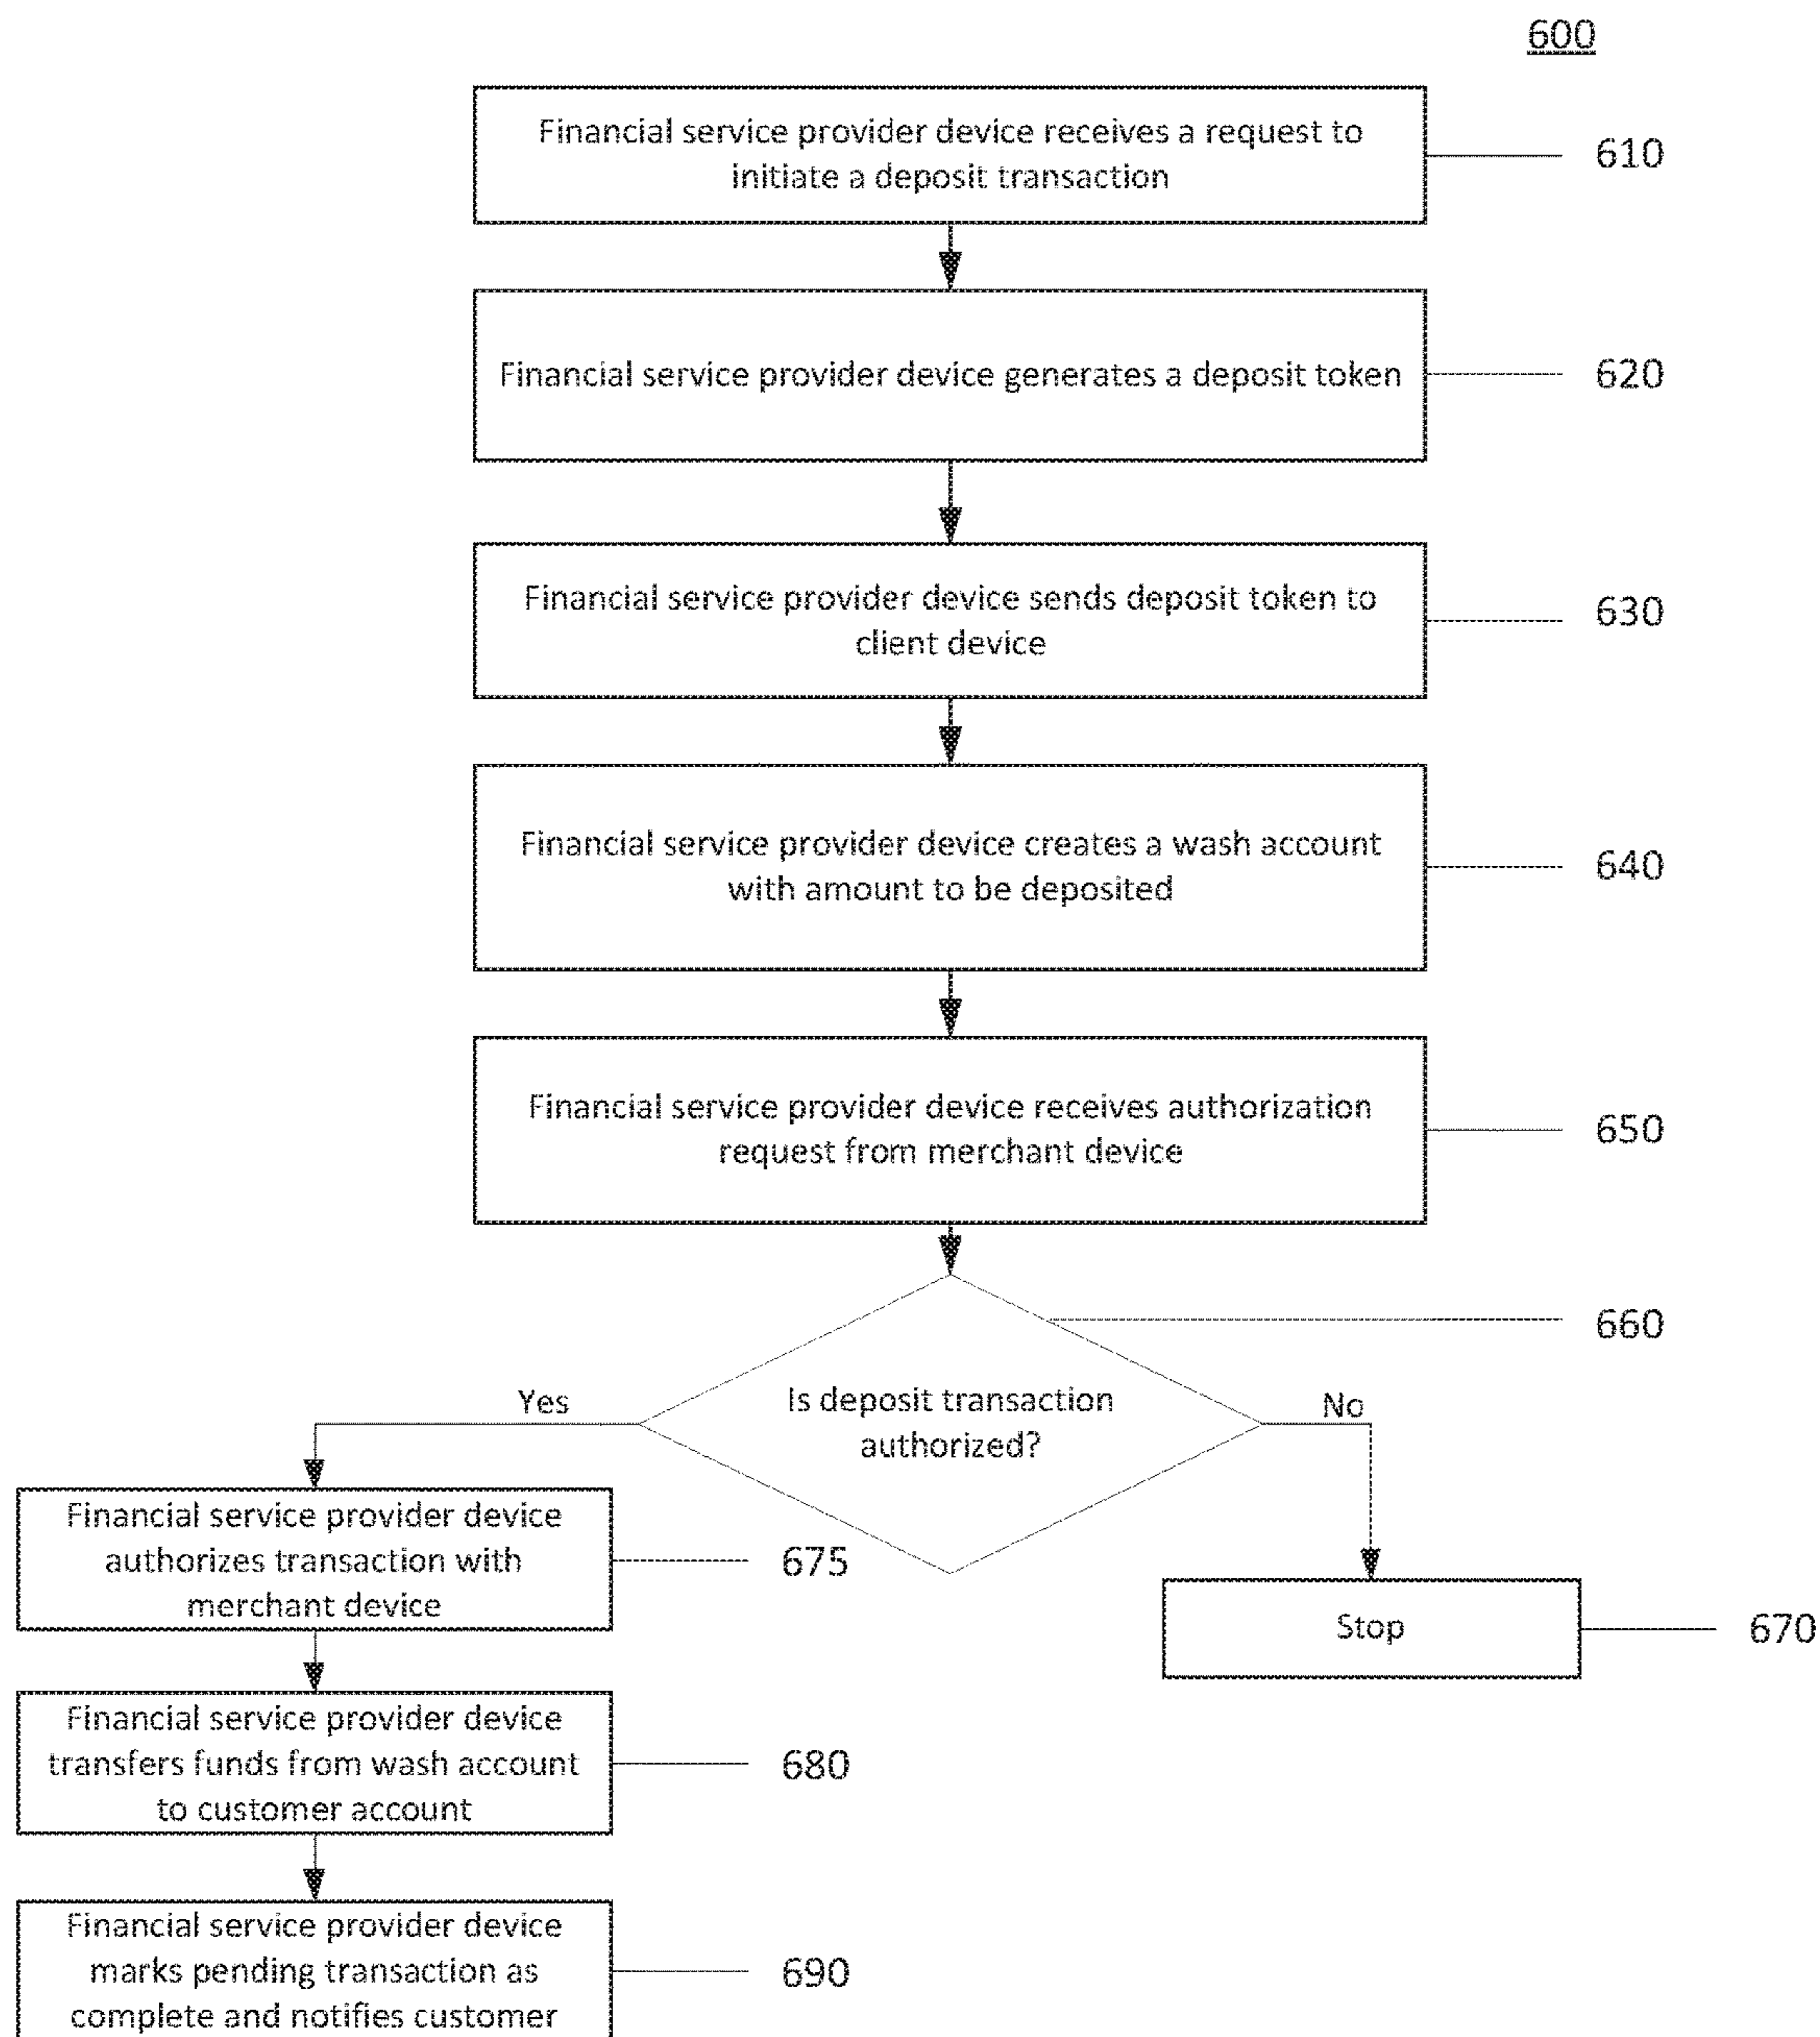 600
Financial service provider device receives a request to
initiate a deposit transaction
610
Financial service provider device generates a deposit token
620
Financial service provider device sends deposit token to
client device
630
Financial service provider device creates a wash account
with amount to be deposited
640
Financial service provider device receives authorization
request from merchant device
650
660
Is deposit transaction
authorized?
Yes
No
Financial service provider device
authorizes transaction with
merchant device
675
Stop
670
Financial service provider device
transfers funds from wash account
to customer account
680
Financial service provider device
marks pending transaction as
complete and notifies customer
690